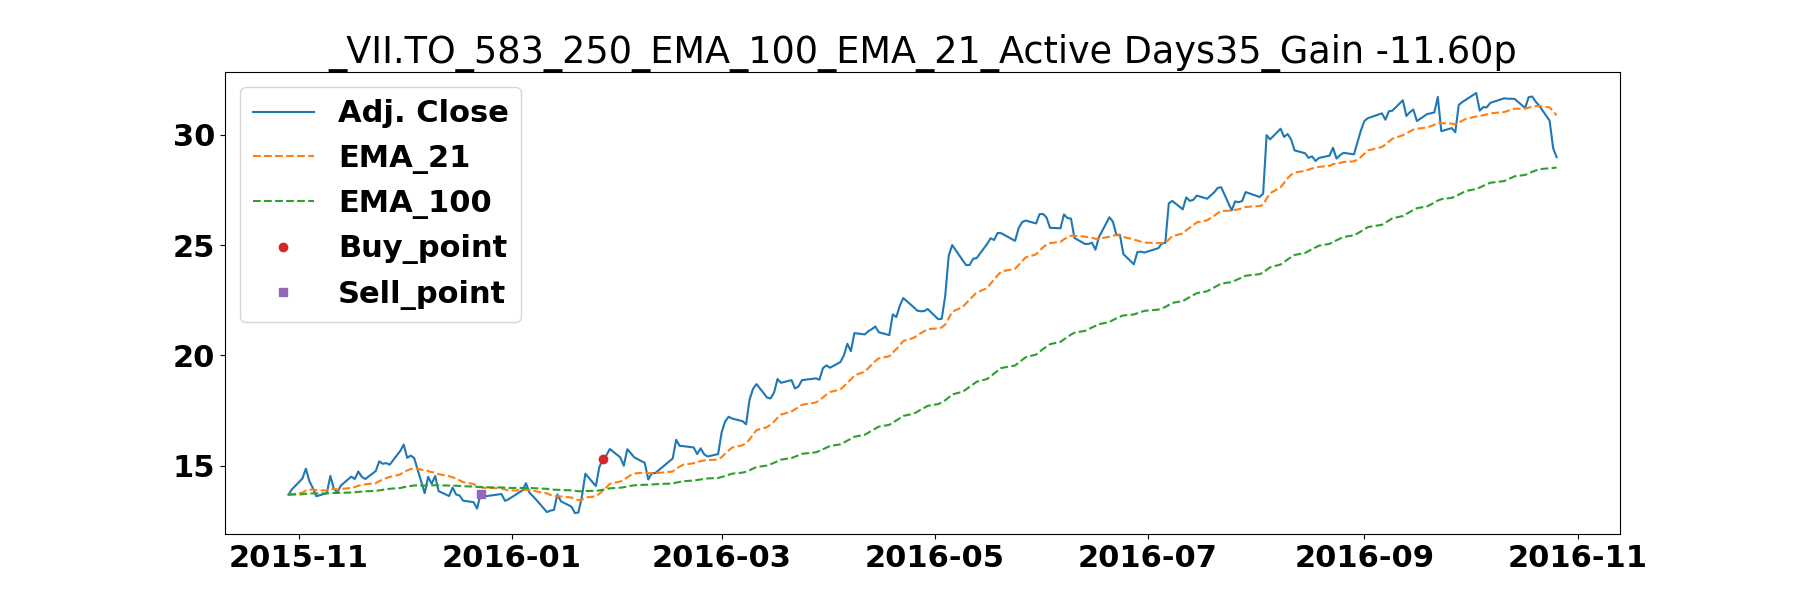 _VII.TO_583_250_EMA_100_EMA_21_Active Days35_Gain -11.60p
Adj. Close
EMA_21
EMA_100
Buy_point
Sell_point
30
25
20
15
2015-11 2016-01 2016-03 2016-05 2016-07 2016-09 2016-11